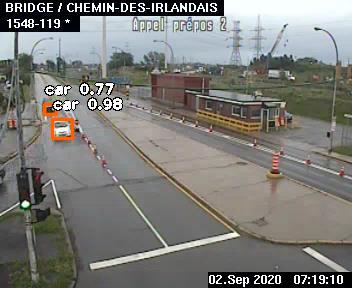 BRIDGE / CHEMIN-DES-IRLANDAIS
1548-119 *
Appel prépos 2
car 0.77
car 0.98
02.Sep 2020 07:19:10